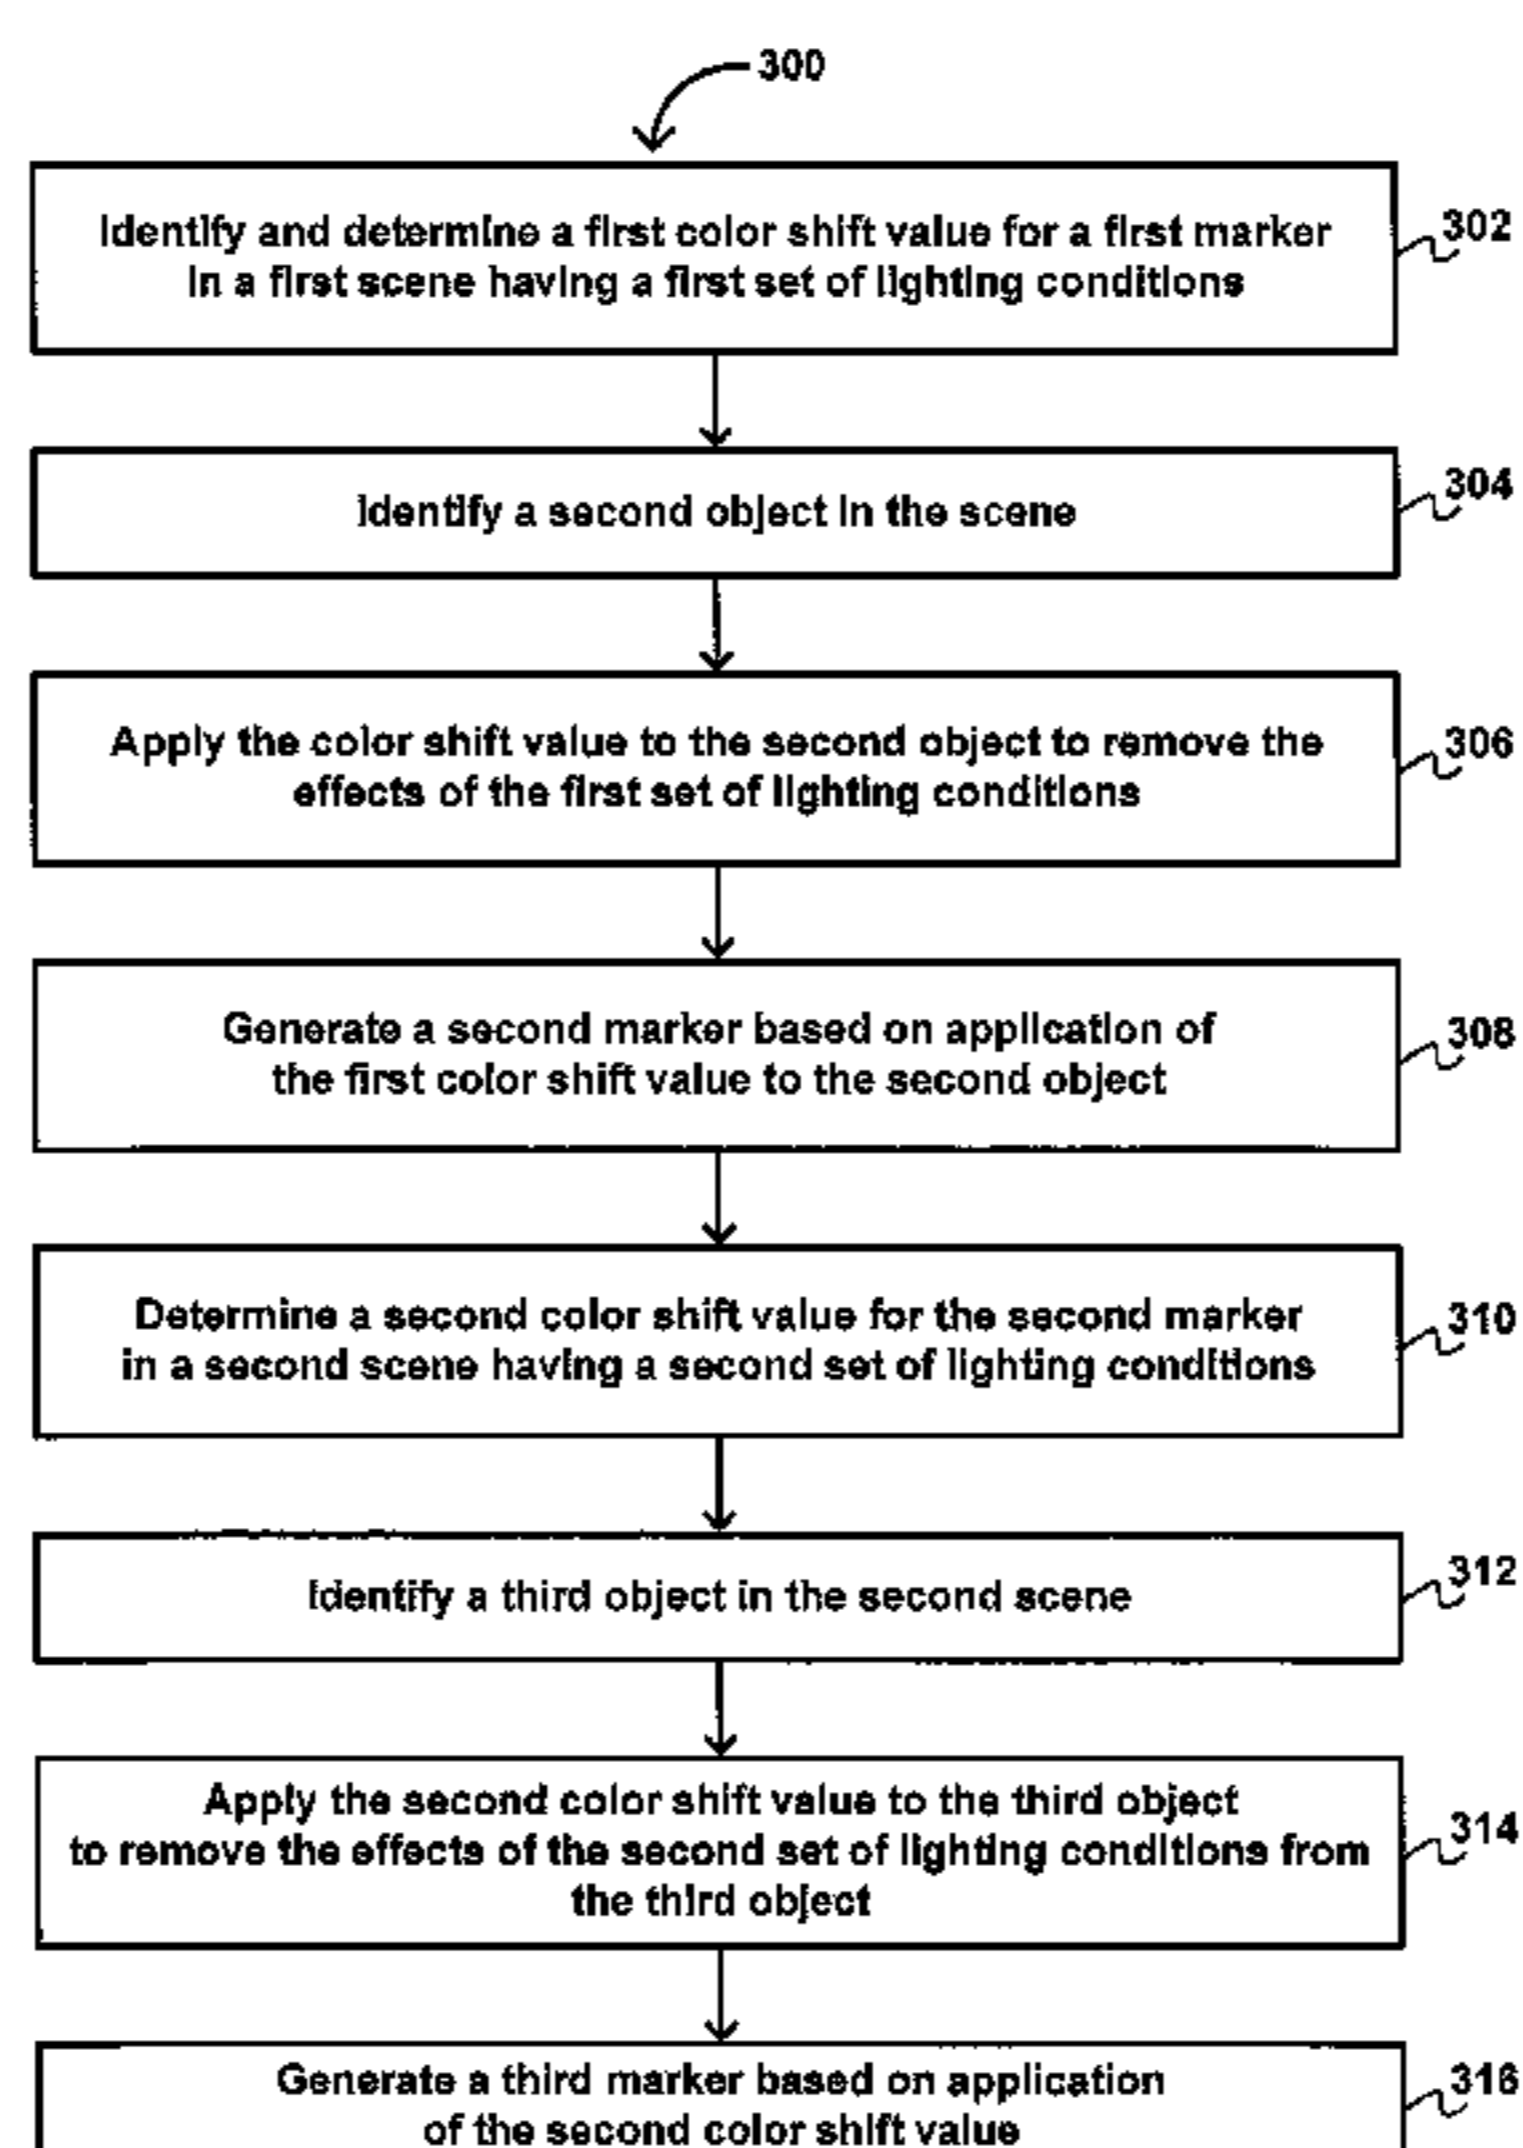 300
Identify and determine a first color shift value for a first marker
in a first scene having a first set of lighting conditions
302
Identify a second object in the scene
304
Apply the color shift value to the second object to remove the
effects of the first set of lighting conditions
306
Generate a second marker based on application of
the first color shift value to the second object
308
Determine a second color shift value for the second marker
in a second scene having a second set of lighting conditions
310
Identify a third object in the second scene
312
Apply the second color shift value to the third object
to remove the effects of the second set of lighting conditions from
the third object
314
Generate a third marker based on application
of the second color shift value
316